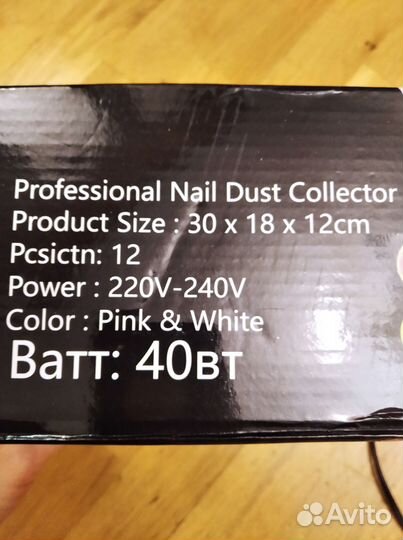 Professional Nail Dust Collector
Product Size : 30 x 18 x 12cm
Pcsictn: 12
Power : 220V-240V
Color : Pink & White
Ватт: 40вт
Avito